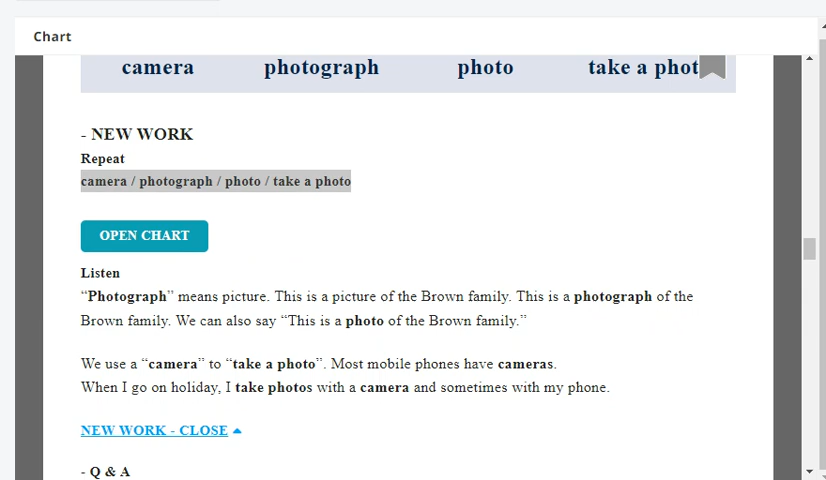 Chart
camera photograph photo take a phot
- NEW WORK
Repeat
camera / photograph / photo / take a photo
OPEN CHART
Listen
“Photograph” means picture. This is a picture of the Brown family. This is a photograph of the
Brown family. We can also say “This is a photo of the Brown family.”
We use a “camera” to “take a photo”. Most mobile phones have cameras.
When I go on holiday, I take photos with a camera and sometimes with my phone.
NEW WORK - CLOSE
- Q & A